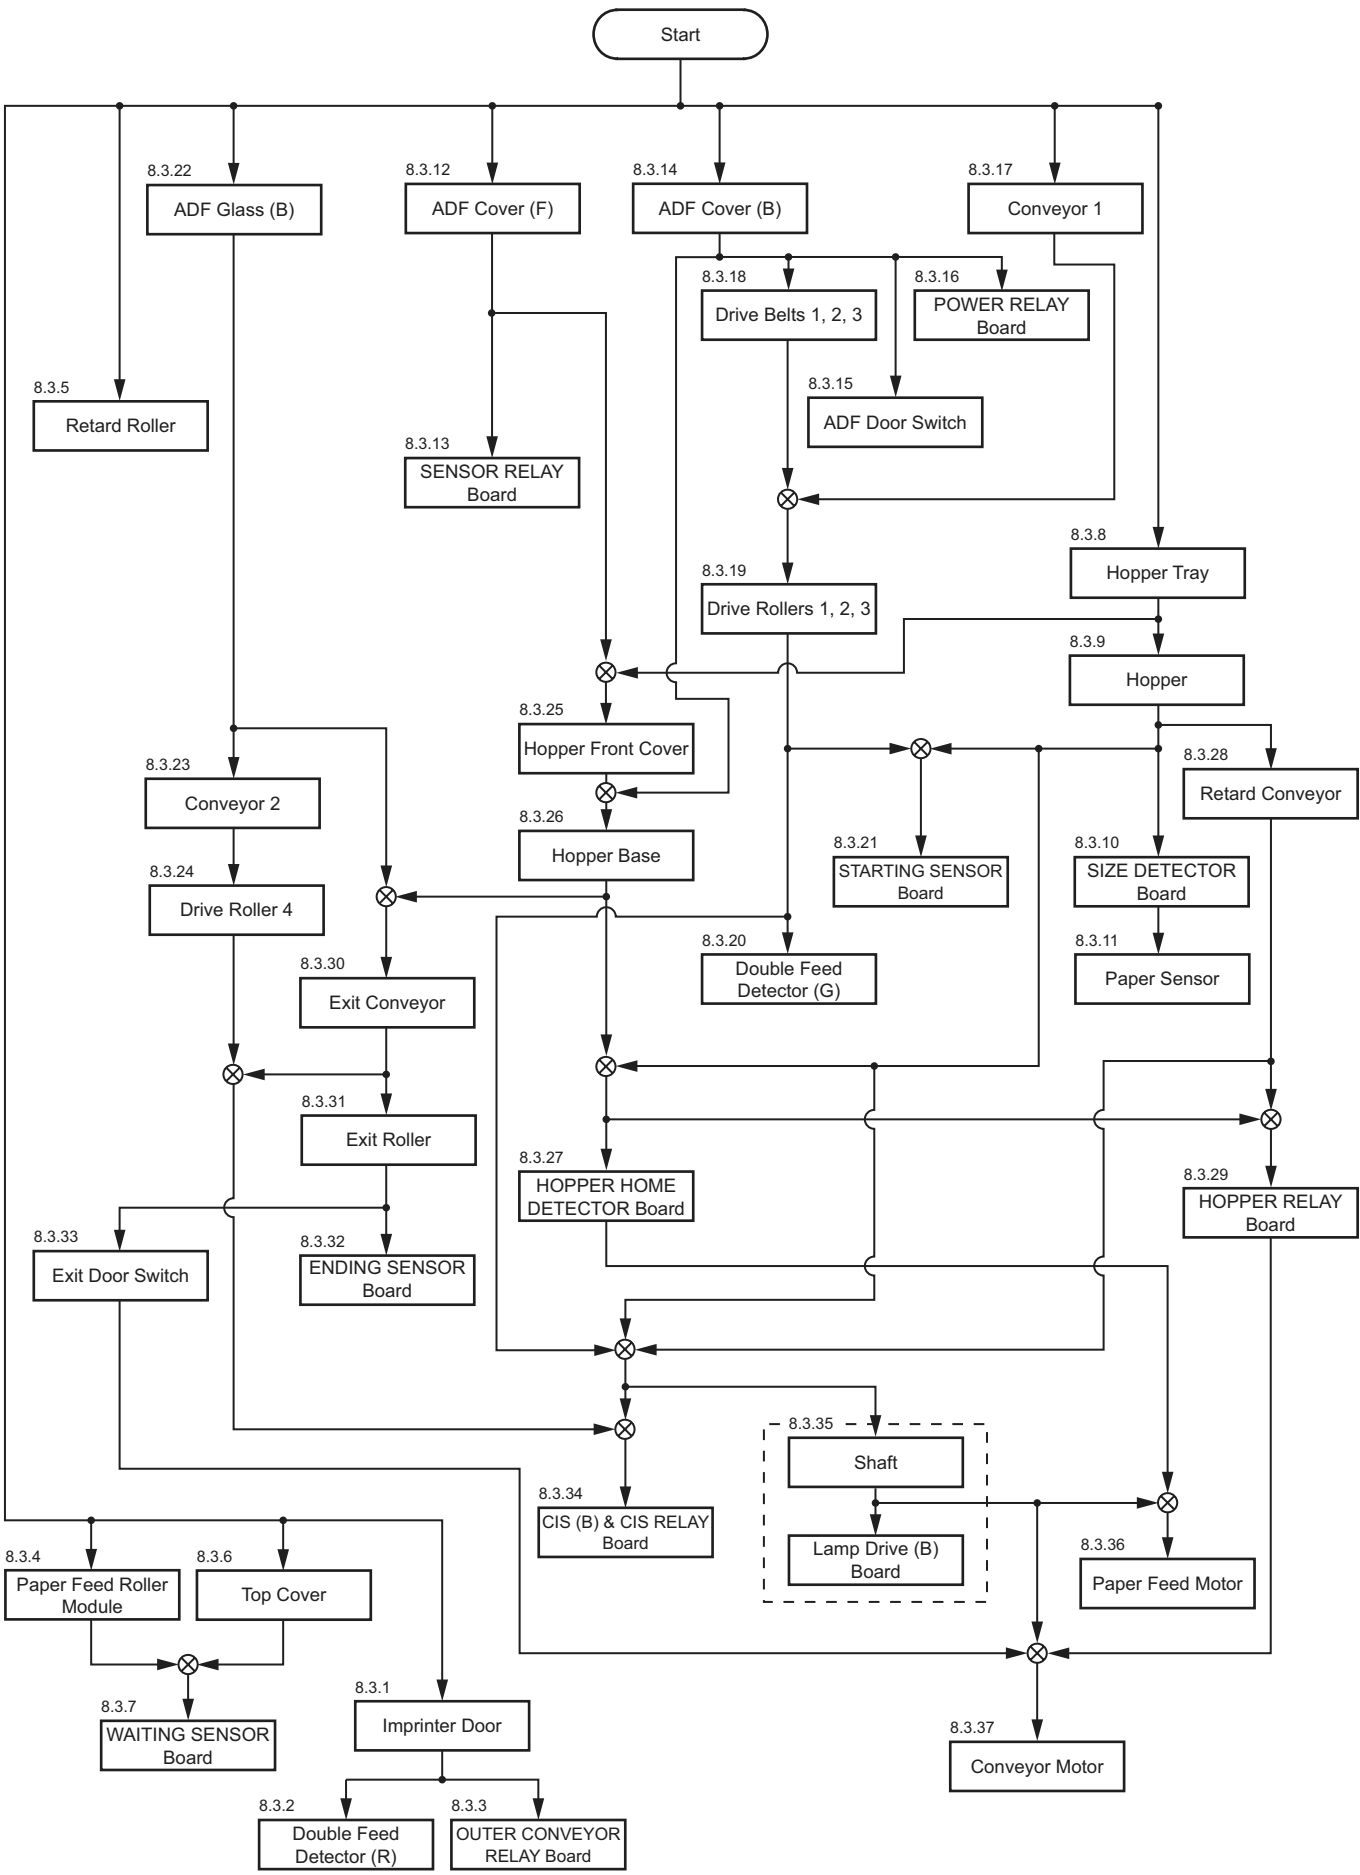 Start
8.3.22
ADF Glass (B)
8.3.12
ADF Cover (F)
8.3.14
ADF Cover (B)
8.3.17
Conveyor 1
8.3.18
Drive Belts 1, 2, 3
8.3.16
POWER RELAY
Board
8.3.5
Retard Roller
8.3.15
ADF Door Switch
8.3.13
SENSOR RELAY
Board
8.3.8
Hopper Tray
8.3.19
Drive Rollers 1, 2, 3
8.3.9
Hopper
8.3.25
Hopper Front Cover
8.3.23
Conveyor 2
8.3.28
Retard Conveyor
8.3.26
Hopper Base
8.3.21
STARTING SENSOR
Board
8.3.10
SIZE DETECTOR
Board
8.3.24
Drive Roller 4
8.3.20
Double Feed
Detector (G)
8.3.11
Paper Sensor
8.3.30
Exit Conveyor
8.3.31
Exit Roller
8.3.27
HOPPER HOME
DETECTOR Board
8.3.29
HOPPER RELAY
Board
8.3.33
Exit Door Switch
8.3.32
ENDING SENSOR
Board
8.3.35
Shaft
8.3.34
CIS (B) & CIS RELAY
Board
Lamp Drive (B)
Board
8.3.36
Paper Feed Motor
8.3.4
Paper Feed Roller
Module
8.3.6
Top Cover
8.3.7
WAITING SENSOR
Board
8.3.1
Imprinter Door
8.3.37
Conveyor Motor
8.3.2
Double Feed
Detector (R)
8.3.3
OUTER CONVEYOR
RELAY Board